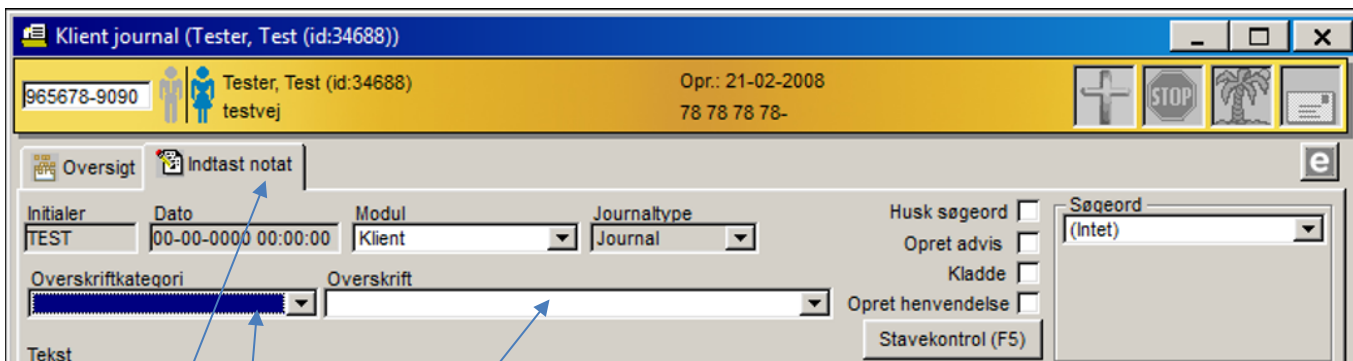 Klient journal (Tester, Test (id:34688))
965678-9090
Tester, Test (id:34688)
testvej
Opr.: 21-02-2008
78 78 78 78-
STOP
Oversigt
Indtast notat
e
Initialer
Dato
Modul
Journaltype
TEST
00-00-0000 00:00:00
Klient
Journal
Overskriftkategori
Overskrift
Husk søgeord
Opret advis
Kladde
Opret henvendelse
Stavekontrol (F5)
Søgeord
(Intet)
Tekst